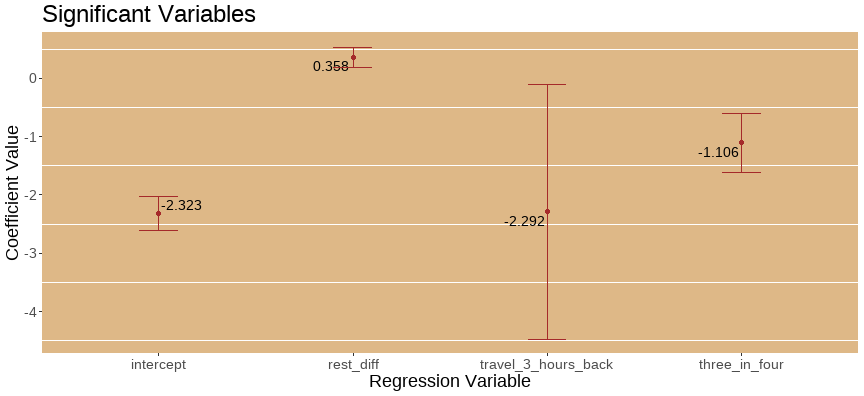 Significant Variables
Coefficient Value
0
-1
-2
-3
-4
-2.323
0.358
-2.292
-1.106
intercept
rest_diff
travel_3_hours_back
three_in_four
Regression Variable